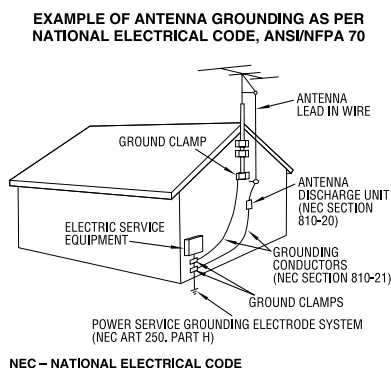 EXAMPLE OF ANTENNA GROUNDING AS PER
NATIONAL ELECTRICAL CODE, ANSI/NFPA 70
ANTENNA
LEAD IN WIRE
GROUND CLAMP
ANTENNA
DISCHARGE UNIT
(NEC SECTION
810-20)
ELECTRIC SERVICE
EQUIPMENT
GROUNDING
CONDUCTORS
(NEC SECTION 810-21)
GROUND CLAMPS
POWER SERVICE GROUNDING ELECTRODE SYSTEM
(NEC ART 250. PART H)
NEC – NATIONAL ELECTRICAL CODE